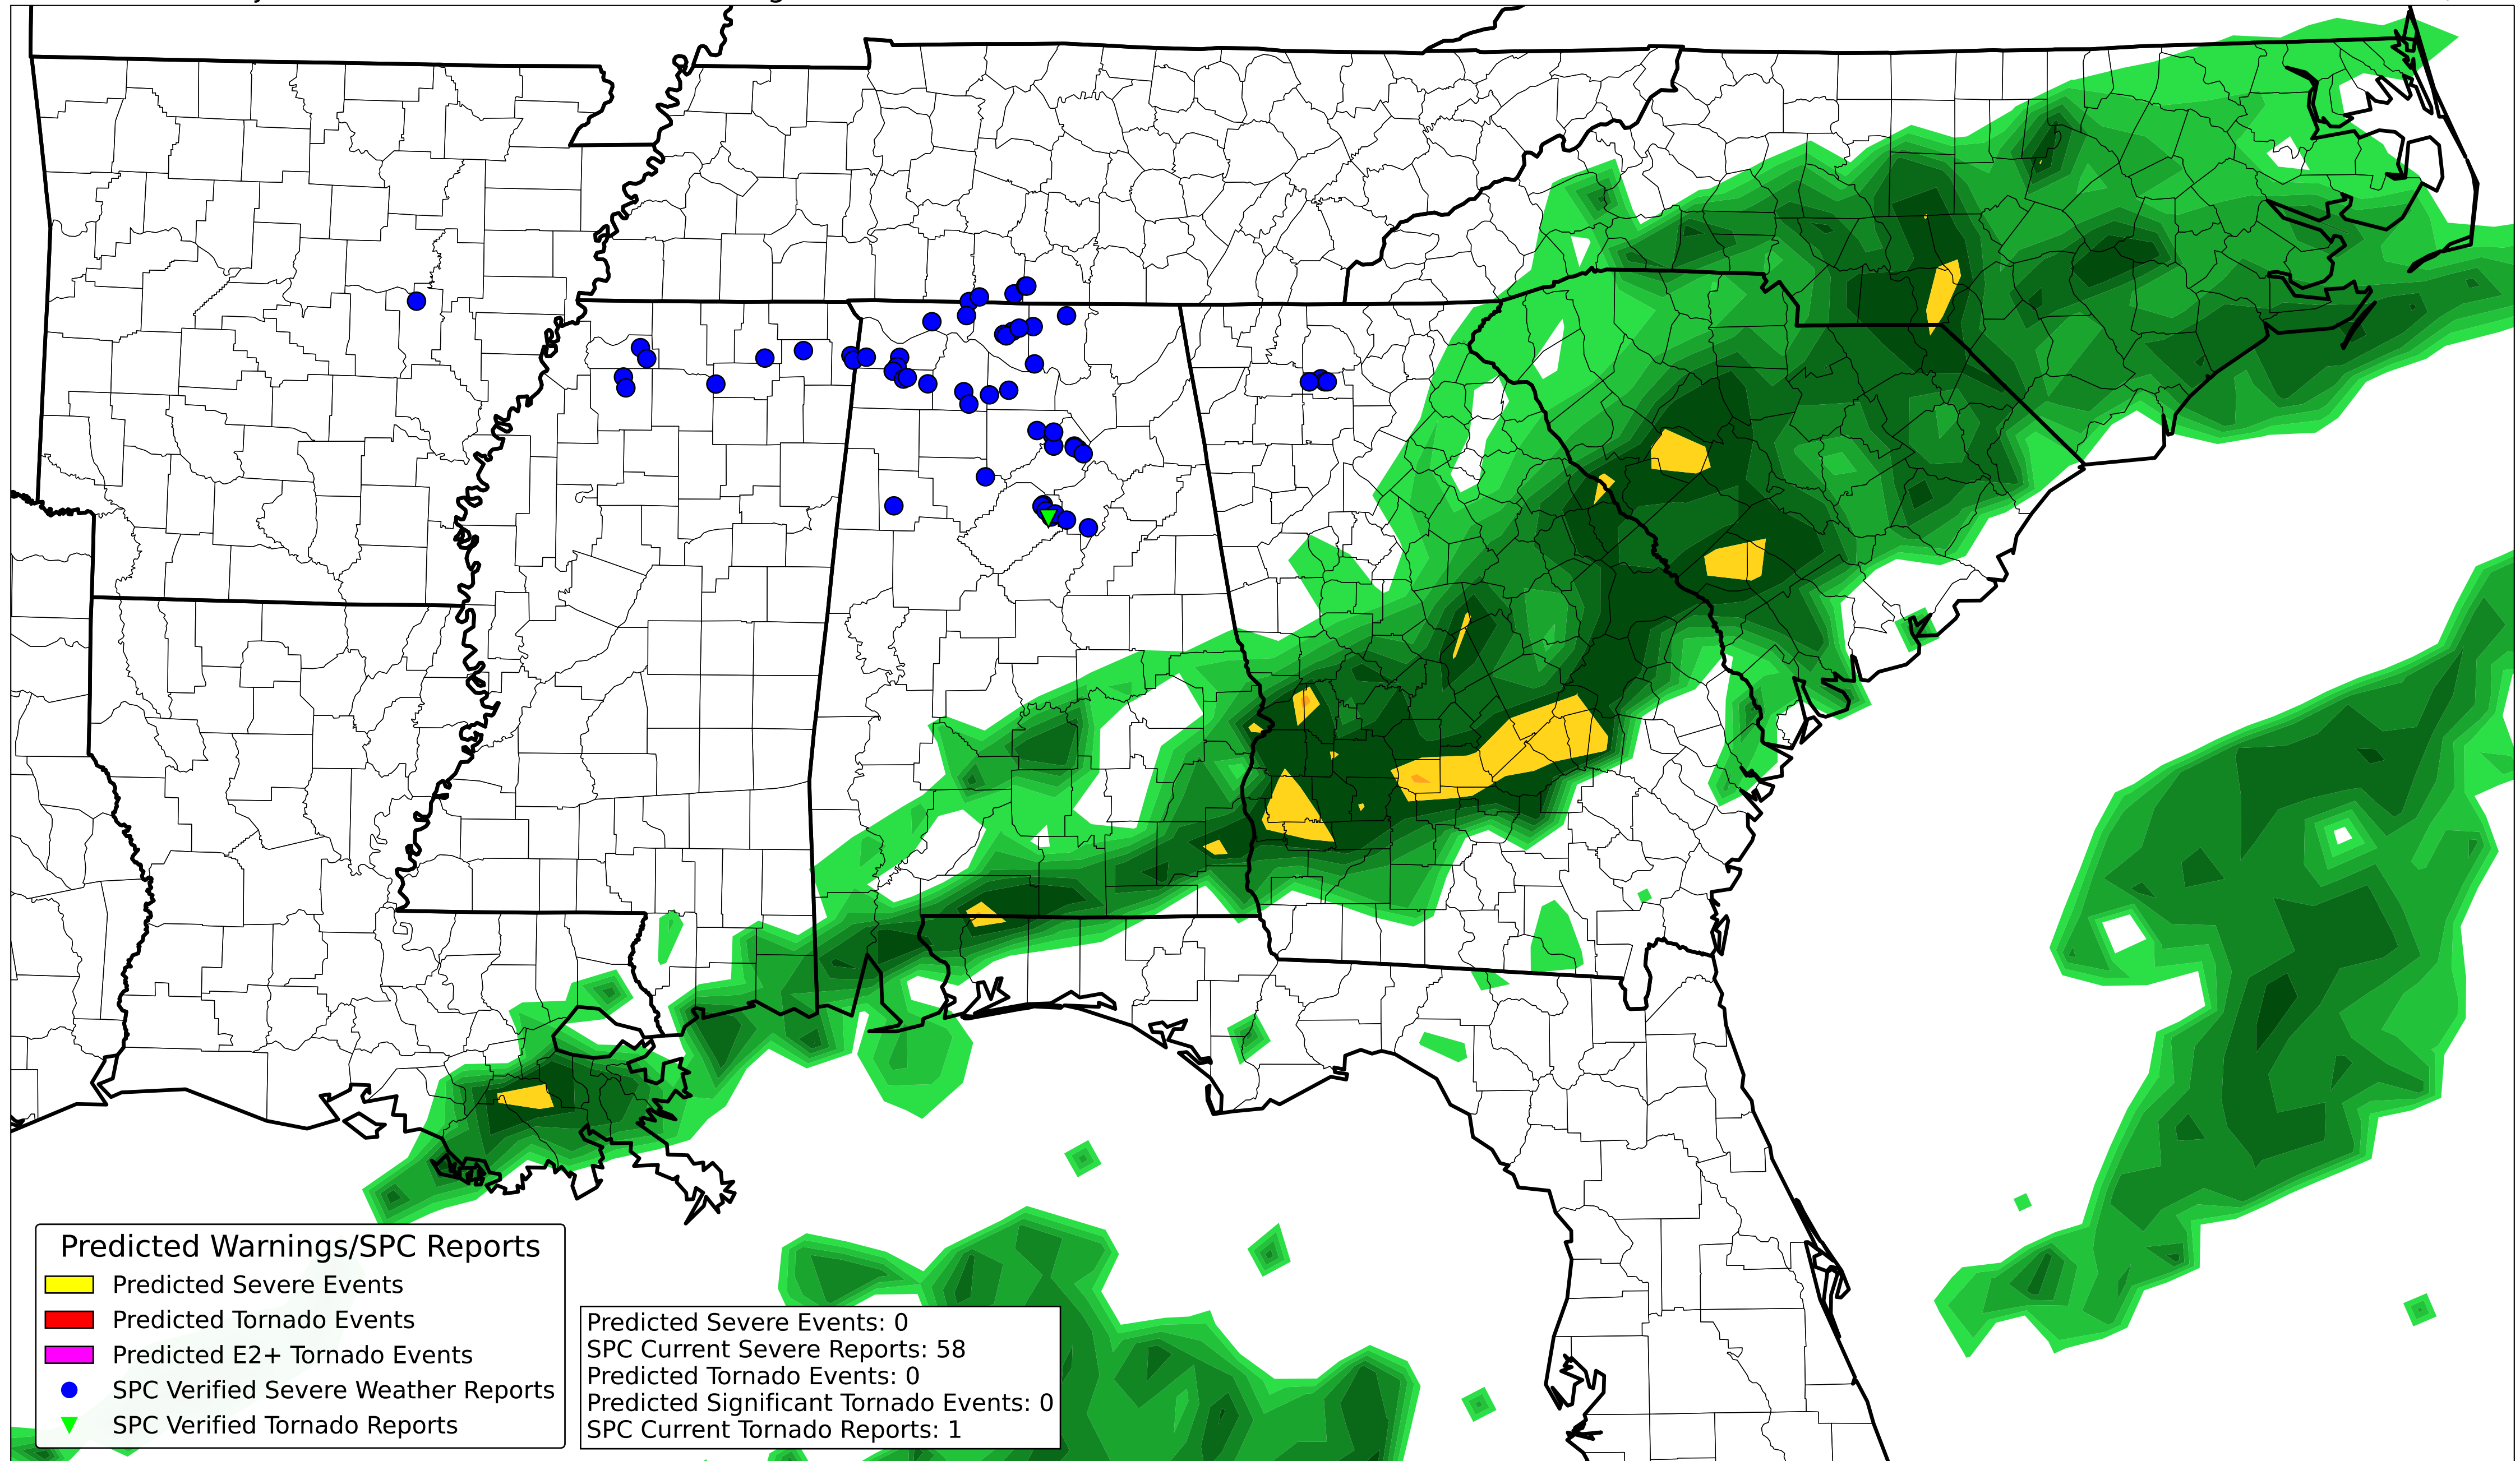 Predicted Warnings/SPC Reports
Predicted Severe Events
Predicted Tornado Events
Predicted E2+ Tornado Events
SPC Verified Severe Weather Reports
SPC Verified Tornado Reports
Predicted Severe Events: 0
SPC Current Severe Reports: 58
Predicted Tornado Events: 0
Predicted Significant Tornado Events: 0
SPC Current Tornado Reports: 1